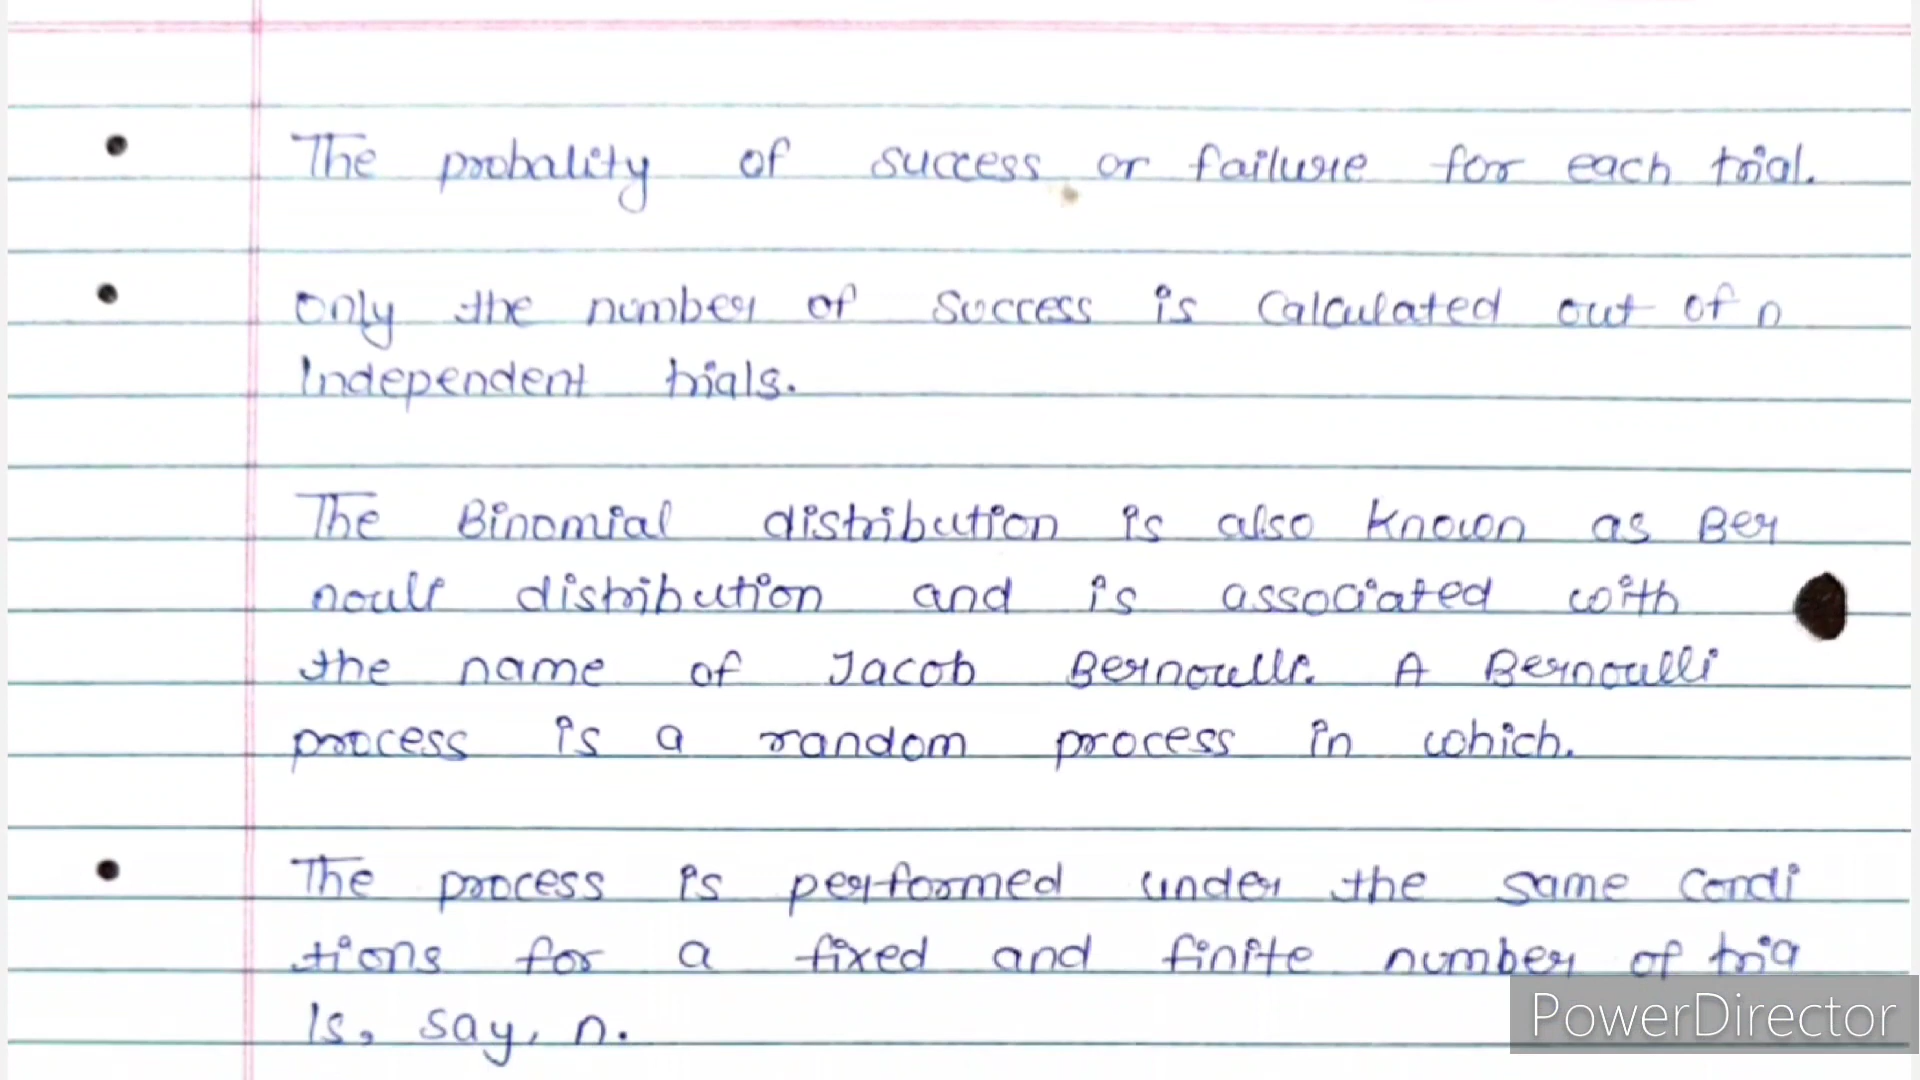 The probality of success or failure for each trial.
Only the number of success is calculated out of n
Independent trials.
The Binomial distribution is also known as Ber
nouli distribution and is associated with
the name of Jacob Bernoulli. A Bernoulli
process is a random process in which.
The process is performed under the same condi
tions for a fixed and finite number of tria
ls, say, n.
PowerDirector